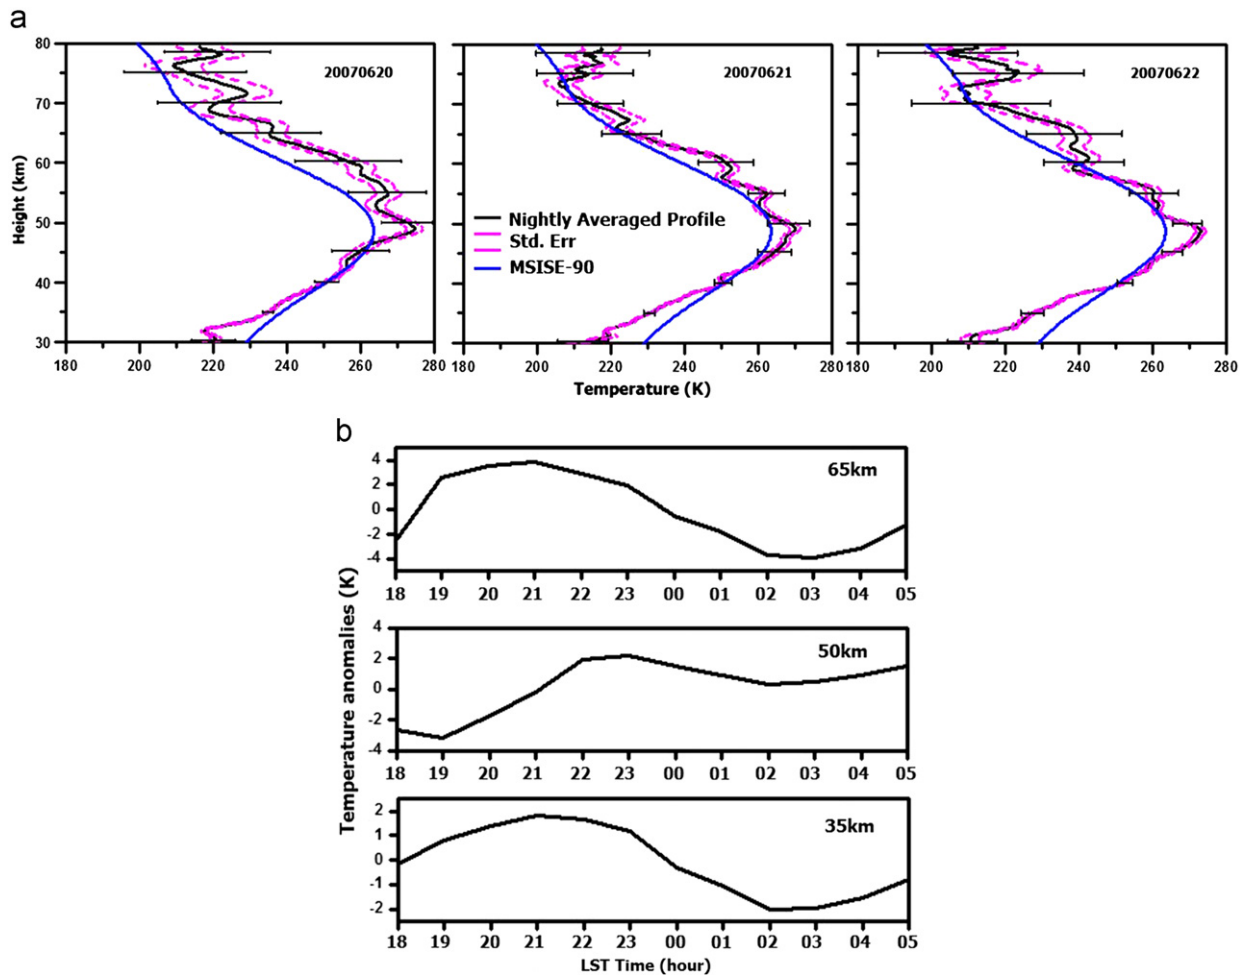 a
80
70
60
50
40
30
Height (km)
20070620
20070621
20070622
Nightly Averaged Profile
Std. Err
MSISE-90
180 200 220 240 260 280
180 200 220 240 260 280
180 200 220 240 260 280
Temperature (K)
b
Temperature anomalies (K)
65km
4
2
0
-2
-4
18 19 20 21 22 23 00 01 02 03 04 05
50km
4
2
0
-2
-4
18 19 20 21 22 23 00 01 02 03 04 05
35km
2
1
0
-1
-2
18 19 20 21 22 23 00 01 02 03 04 05
LST Time (hour)